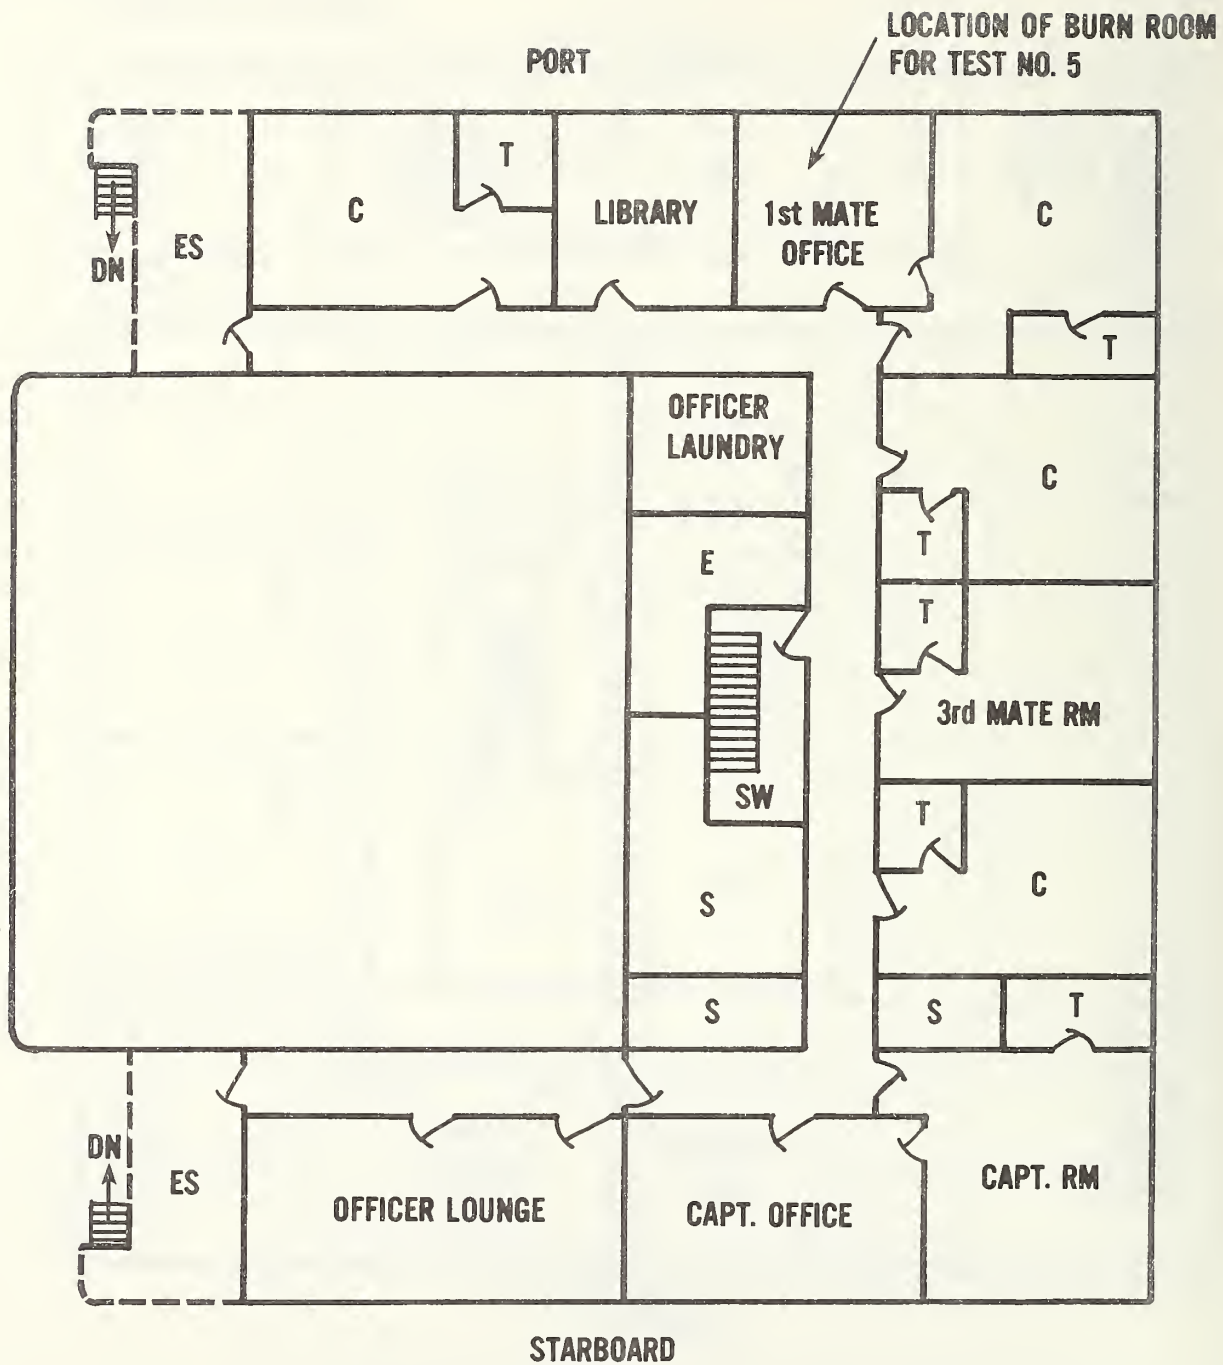 LOCATION OF BURN ROOM
FOR TEST NO. 5
PORT
T
C
LIBRARY
1st MATE
OFFICE
C
ES
DN
T
OFFICER
LAUNDRY
C
T
E
T
3rd MATE RM
SW
T
C
S
S
S
T
DN
ES
OFFICER LOUNGE
CAPT. OFFICE
CAPT. RM
STARBOARD